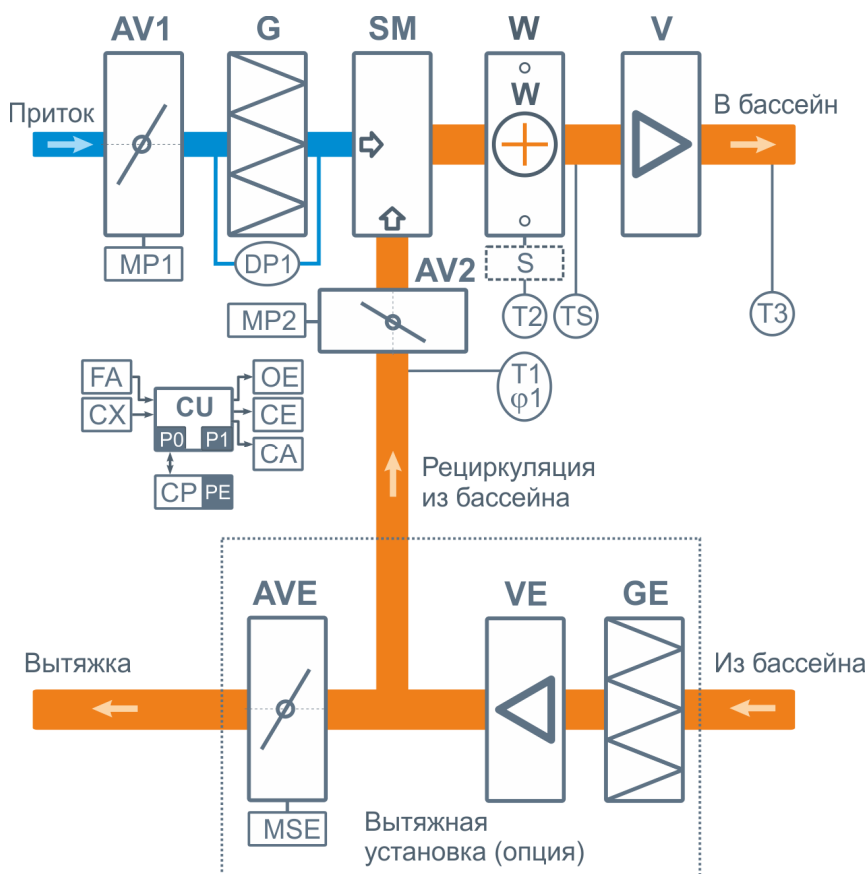 AV1
G
SM
W
V
Приток
W
В бассейн
MP1
DP1
S
AV2
MP2
T2
TS
T3
T1
φ1
FA
CX
CU
P0
P1
OE
CE
CA
CP
PE
Рециркуляция
из бассейна
AVE
VE
GE
Вытяжка
Из бассейна
MSE
Вытяжная
установка (опция)